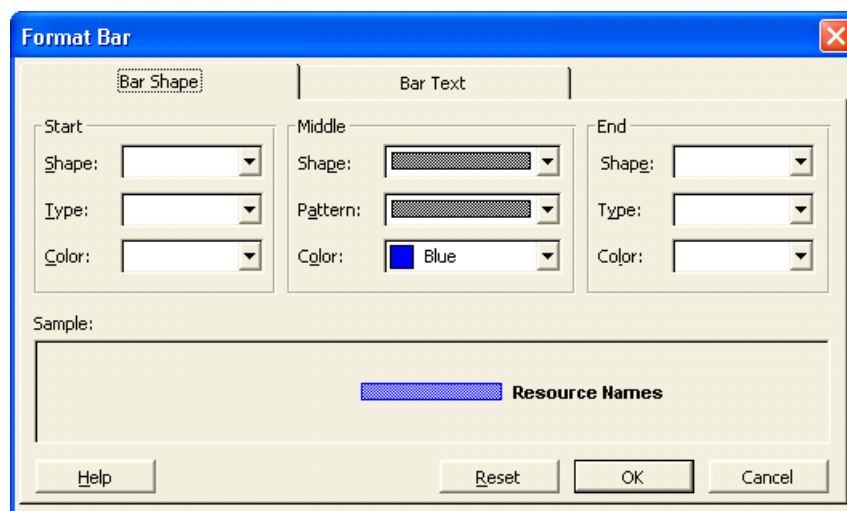 Format Bar
Bar Shape
Bar Text
Start
Shape:
Type:
Color:
Middle
Shape:
Pattern:
Color:
Blue
End
Shape:
Type:
Color:
Sample:
Resource Names
Help
Reset
OK
Cancel